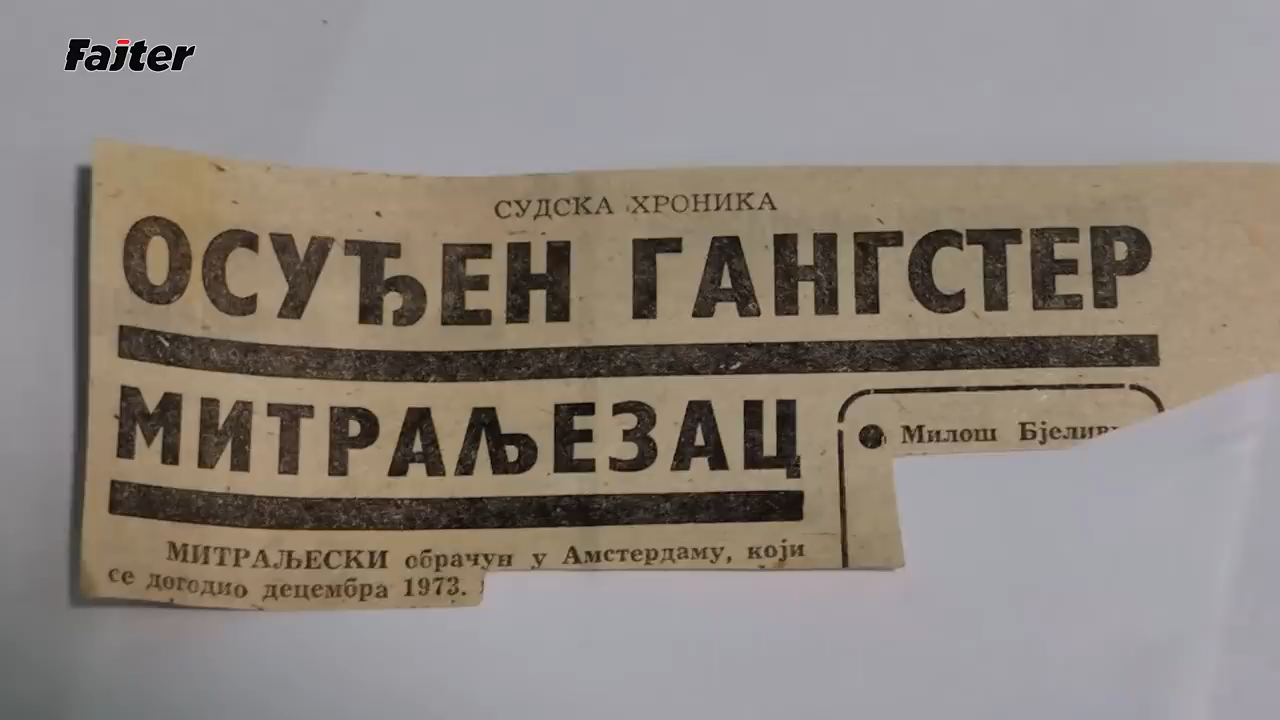 Fajter
СУДСКА ХРОНИКА
ОСУЂЕН ГАНГСТЕР
МИТРАЉЕЗАЦ
Милош
МИТРАЉЕСКИ обрачун у Амстердаму, који
се догодио децембра 1973.